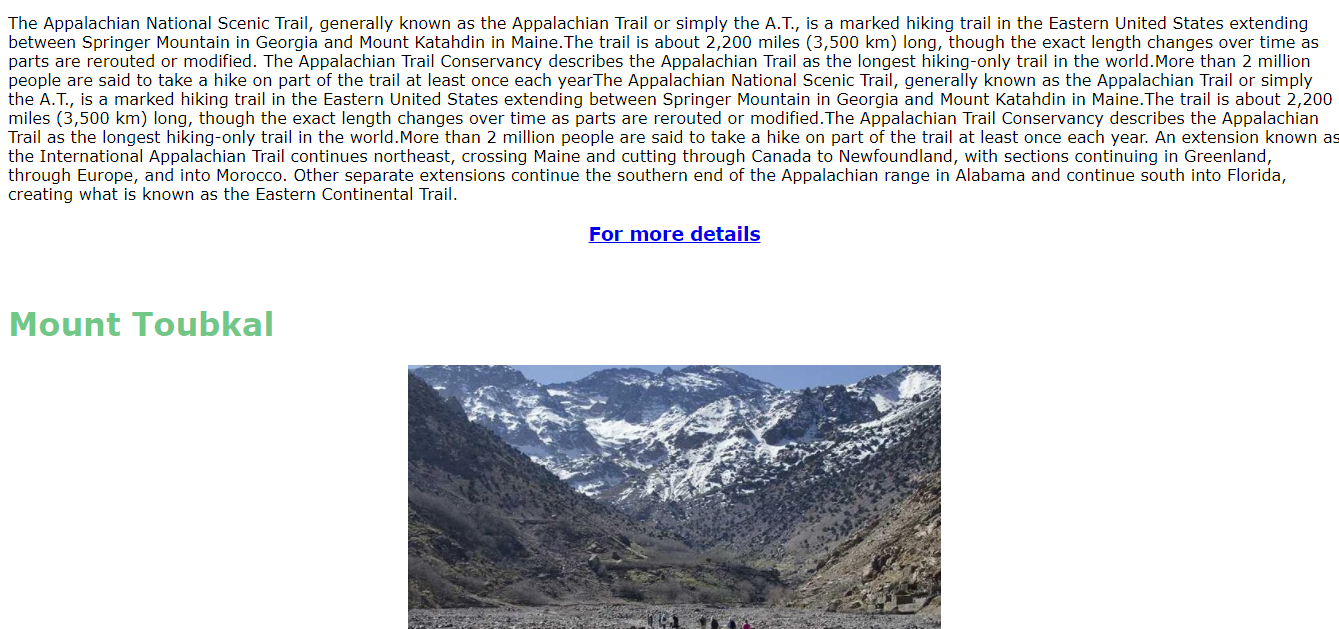 The Appalachian National Scenic Trail, generally known as the Appalachian Trail or simply the A.T., is a marked hiking trail in the Eastern United States extending
between Springer Mountain in Georgia and Mount Katahdin in Maine.The trail is about 2,200 miles (3,500 km) long, though the exact length changes over time as
parts are rerouted or modified. The Appalachian Trail Conservancy describes the Appalachian Trail as the longest hiking-only trail in the world.More than 2 million
people are said to take a hike on part of the trail at least once each yearThe Appalachian National Scenic Trail, generally known as the Appalachian Trail or simply
the A.T., is a marked hiking trail in the Eastern United States extending between Springer Mountain in Georgia and Mount Katahdin in Maine.The trail is about 2,200
miles (3,500 km) long, though the exact length changes over time as parts are rerouted or modified.The Appalachian Trail Conservancy describes the Appalachian
Trail as the longest hiking-only trail in the world.More than 2 million people are said to take a hike on part of the trail at least once each year. An extension known as
the International Appalachian Trail continues northeast, crossing Maine and cutting through Canada to Newfoundland, with sections continuing in Greenland,
through Europe, and into Morocco. Other separate extensions continue the southern end of the Appalachian range in Alabama and continue south into Florida,
creating what is known as the Eastern Continental Trail.
For more details
Mount Toubkal